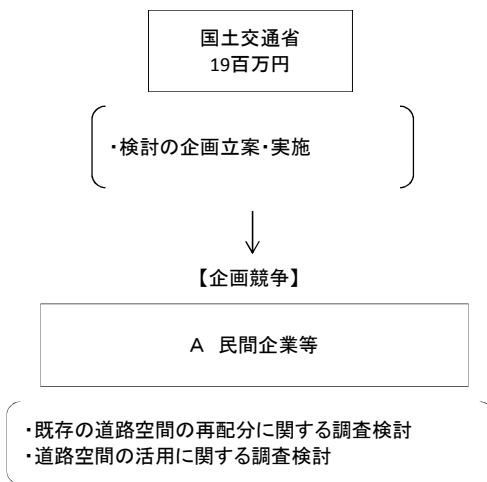 国土交通省
19百万円
・検討の企画立案・実施
【企画競争】
A 民間企業等
・既存の道路空間の再配分に関する調査検討
・道路空間の活用に関する調査検討